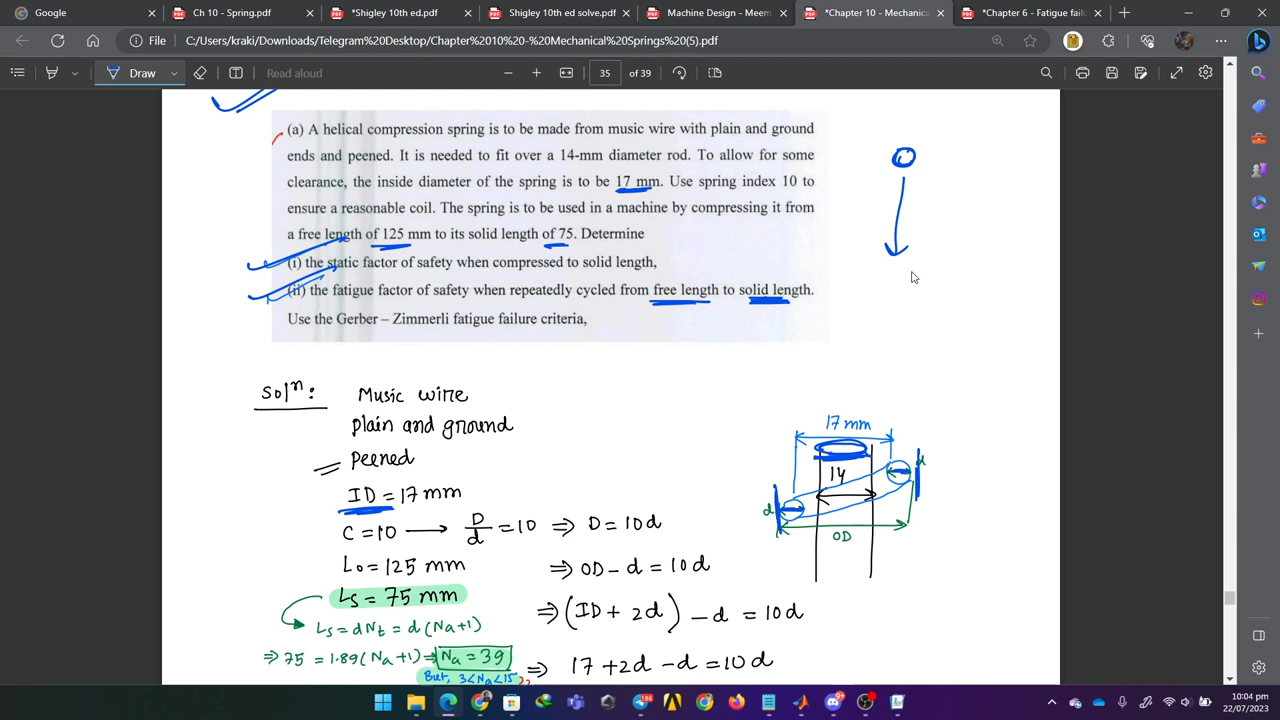 Google
Ch 10 - Spring.pdf
*Shigley 10th ed.pdf
Shigley 10th ed solve.pdf
Machine Design - Meem
*Chapter 10 - Mechanica
*Chapter 6 - Fatigue failu
File
C:/Users/kraki/Downloads/Telegram%20Desktop/Chapter%2010%20-%20Mechanical%20Springs%20(5).pdf
Draw
Read aloud
35 of 39
(a) A helical compression spring is to be made from music wire with plain and ground
ends and peened. It is needed to fit over a 14-mm diameter rod. To allow for some
clearance, the inside diameter of the spring is to be 17 mm. Use spring index 10 to
ensure a reasonable coil. The spring is to be used in a machine by compressing it from
a free length of 125 mm to its solid length of 75. Determine
(i) the static factor of safety when compressed to solid length,
(ii) the fatigue factor of safety when repeatedly cycled from free length to solid length.
Use the Gerber – Zimmerli fatigue failure criteria,
Solⁿ:
Music wire
plain and ground
Peened
ID = 17 mm
C = 10 → D/d = 10 ⇒ D = 10d
L₀ = 125 mm
⇒ OD - d = 10d
Ls = 75 mm
⇒ (ID + 2d) - d = 10d
Ls = dNt = d(Na+1)
⇒ 75 = 1.89(Na+1) → Na = 39
⇒ 17 + 2d - d = 10d
But, 3<Na<15
17 mm
14
d
d
OD
10:04 pm
22/07/2023